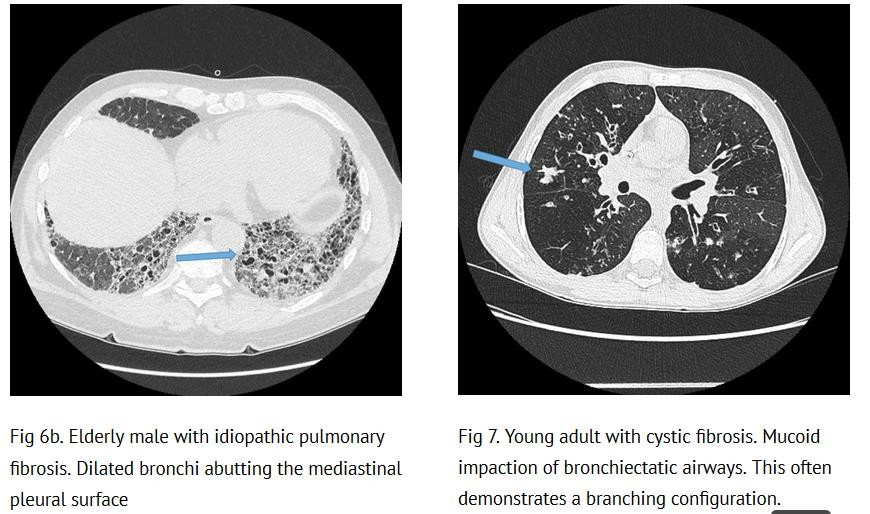 Fig 6b. Elderly male with idiopathic pulmonary
fibrosis. Dilated bronchi abutting the mediastinal
pleural surface
Fig 7. Young adult with cystic fibrosis. Mucoid
impaction of bronchiectatic airways. This often
demonstrates a branching configuration.